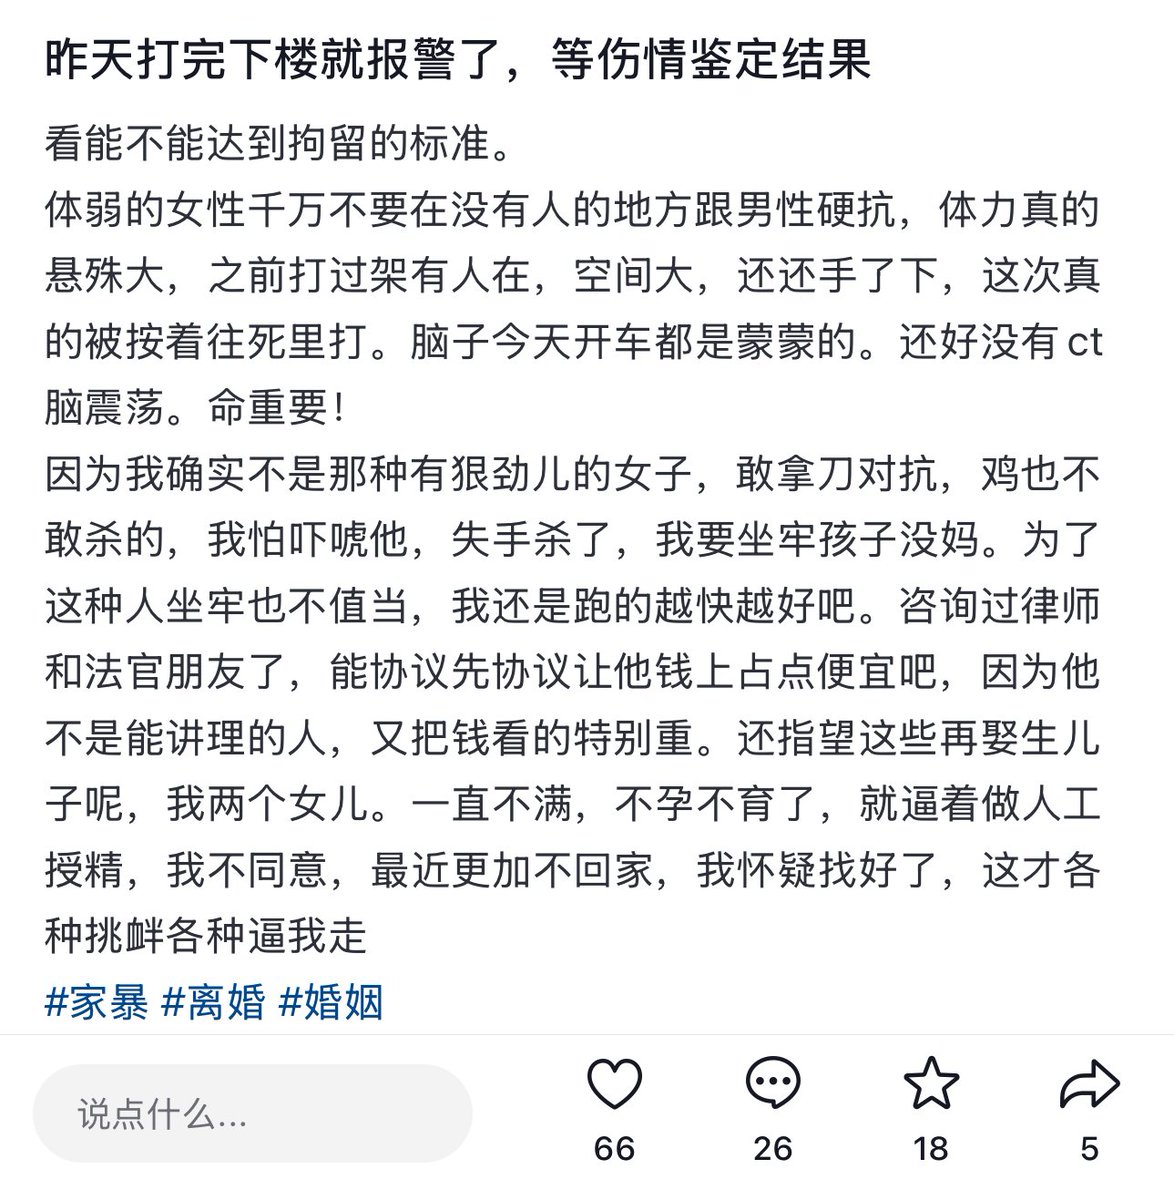 昨天打完下楼就报警了，等伤情鉴定结果
看能不能达到拘留的标准。
体弱的女性千万不要在没有人的地方跟男性硬抗，体力真的
悬殊大，之前打过架有人在，空间大，还还手了下，这次真
的被按着往死里打。脑子今天开车都是蒙蒙的。还好没有ct
脑震荡。命重要！
因为我确实不是那种有狠劲儿的女子，敢拿刀对抗，鸡也不
敢杀的，我怕吓唬他，失手杀了，我要坐牢孩子没妈。为了
这种人坐牢也不值当，我还是跑的越快越好吧。咨询过律师
和法官朋友了，能协议先协议让他钱上占点便宜吧，因为他
不是能讲理的人，又把钱看的特别重。还指望这些再娶生儿
子呢，我两个女儿。一直不满，不孕不育了，就逼着做人工
授精，我不同意，最近更加不回家，我怀疑找好了，这才各
种挑衅各种逼我走
#家暴 #离婚 #婚姻
说点什么...
66
26
18
5